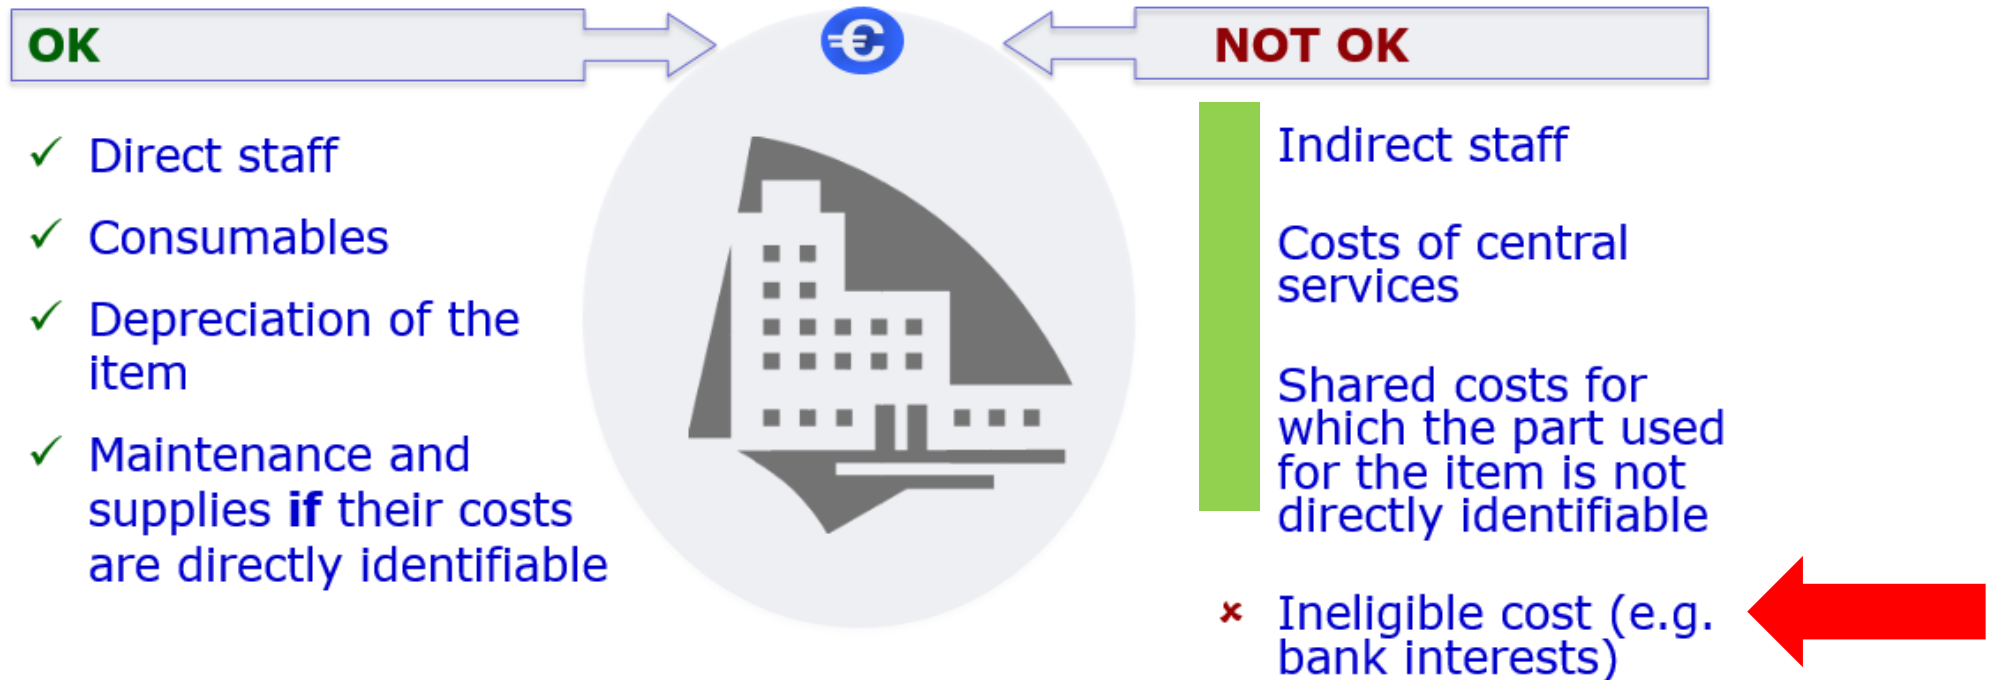 OK
€
NOT OK
✓ Direct staff
✓ Consumables
✓ Depreciation of the
item
✓ Maintenance and
supplies if their costs
are directly identifiable
Indirect staff
Costs of central
services
Shared costs for
which the part used
for the item is not
directly identifiable
✘ Ineligible cost (e.g.
bank interests)